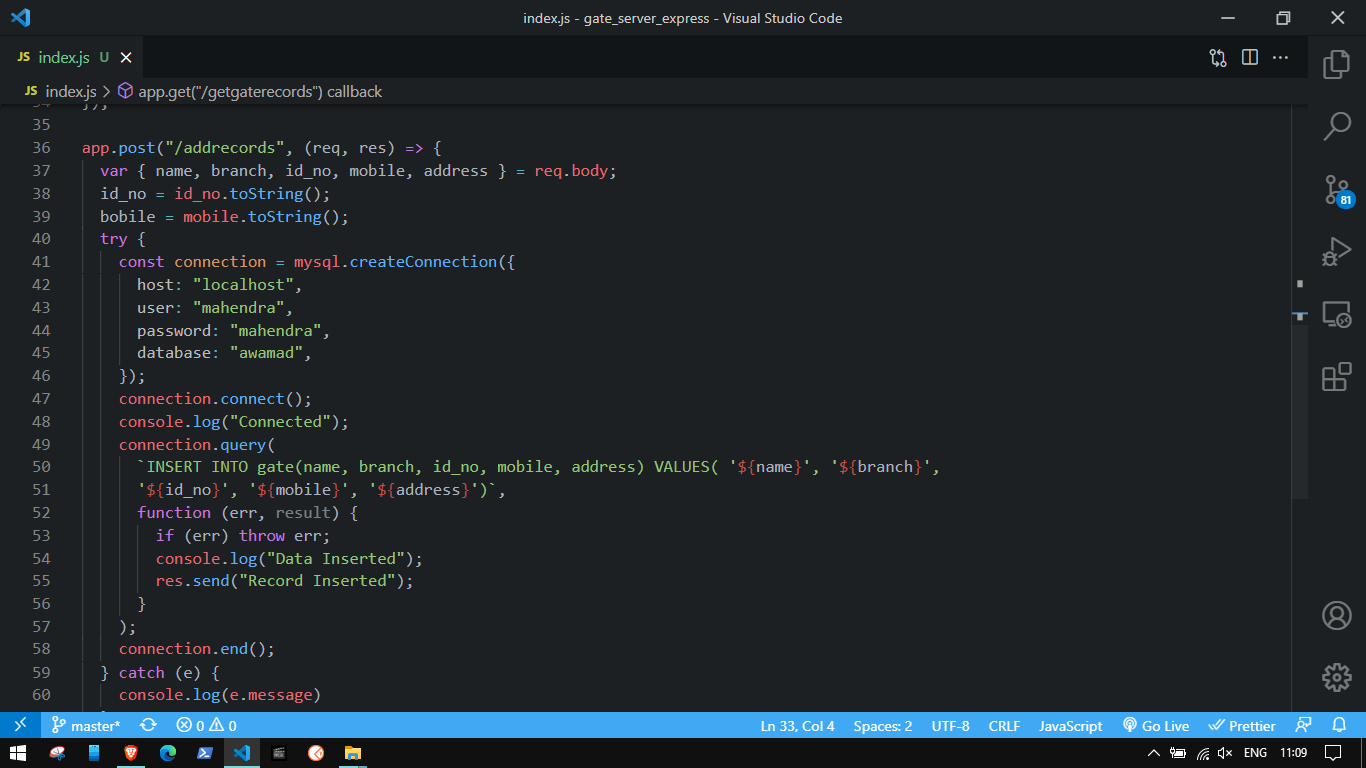 index.js - gate_server_express - Visual Studio Code
JS index.js U
JS index.js > app.get("/getgaterecords") callback
34 });
35
36 app.post("/addrecords", (req, res) => {
37 var { name, branch, id_no, mobile, address } = req.body;
38 id_no = id_no.toString();
39 bobile = mobile.toString();
40 try {
41 const connection = mysql.createConnection({
42 host: "localhost",
43 user: "mahendra",
44 password: "mahendra",
45 database: "awamad",
46 });
47 connection.connect();
48 console.log("Connected");
49 connection.query(
50 `INSERT INTO gate(name, branch, id_no, mobile, address) VALUES( '${name}', '${branch}',
51 '${id_no}', '${mobile}', '${address}')`,
52 function (err, result) {
53 if (err) throw err;
54 console.log("Data Inserted");
55 res.send("Record Inserted");
56 }
57 );
58 connection.end();
59 } catch (e) {
60 console.log(e.message)
81
master* 0 0 Ln 33, Col 4 Spaces: 2 UTF-8 CRLF JavaScript Go Live Prettier
ENG 11:09